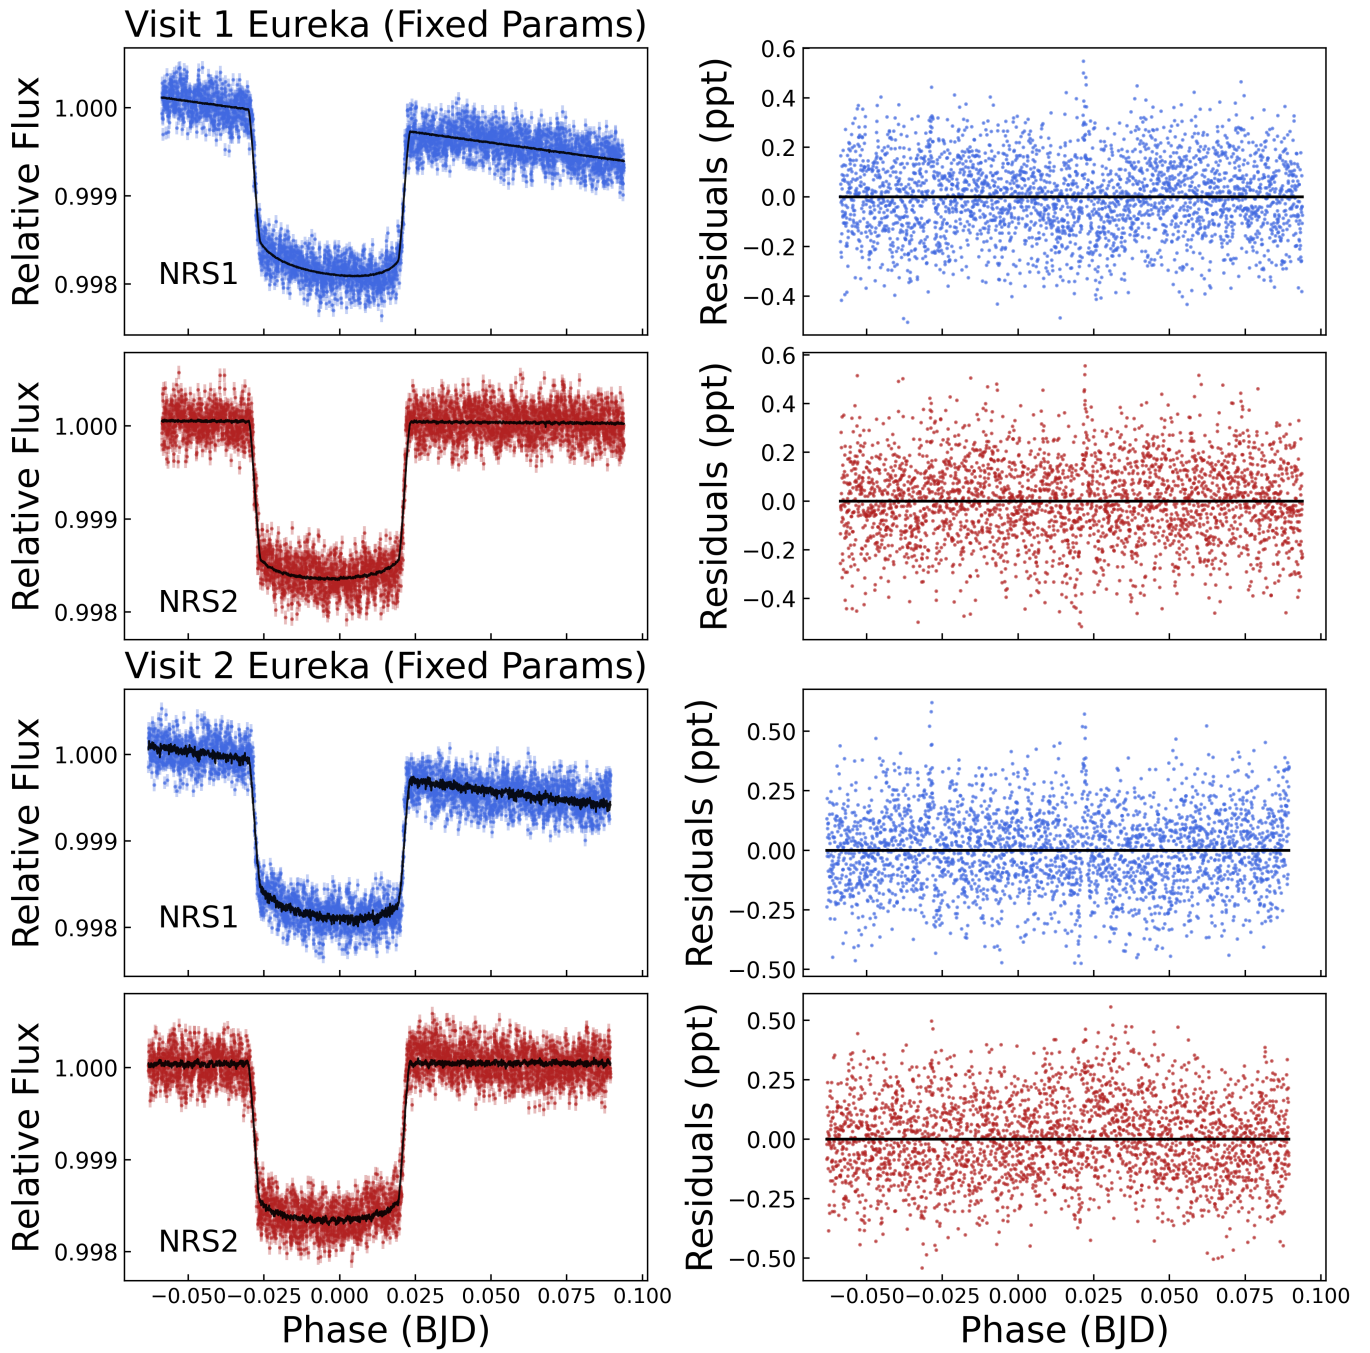 Visit 1 Eureka (Fixed Params)
Relative Flux
1.000
0.999
0.998
NRS1
Residuals (ppt)
0.6
0.4
0.2
0.0
−0.2
−0.4
Relative Flux
1.000
0.999
0.998
NRS2
Residuals (ppt)
0.6
0.4
0.2
0.0
−0.2
−0.4
Visit 2 Eureka (Fixed Params)
Relative Flux
1.000
0.999
0.998
NRS1
Residuals (ppt)
0.50
0.25
0.00
−0.25
−0.50
Relative Flux
1.000
0.999
0.998
NRS2
−0.050 −0.025 0.000 0.025 0.050 0.075 0.100
Phase (BJD)
Residuals (ppt)
0.50
0.25
0.00
−0.25
−0.50
−0.050 −0.025 0.000 0.025 0.050 0.075 0.100
Phase (BJD)